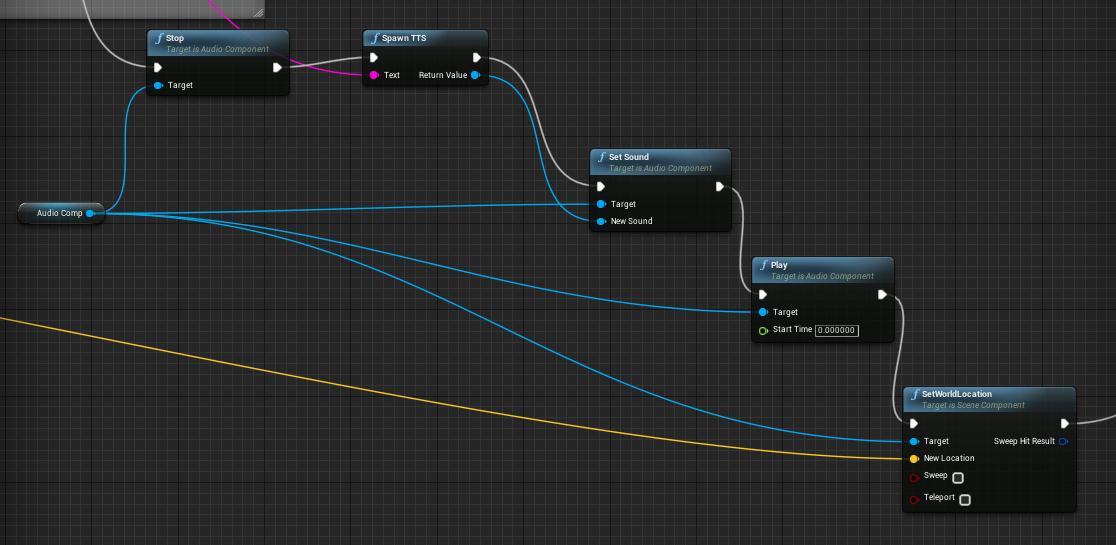 Stop
Target is Audio Component
Target
Spawn TTS
Text Return Value
Audio Comp
Set Sound
Target is Audio Component
Target
New Sound
Play
Target is Audio Component
Target
Start Time 0.000000
SetWorldLocation
Target is Scene Component
Target Sweep Hit Result
New Location
Sweep
Teleport